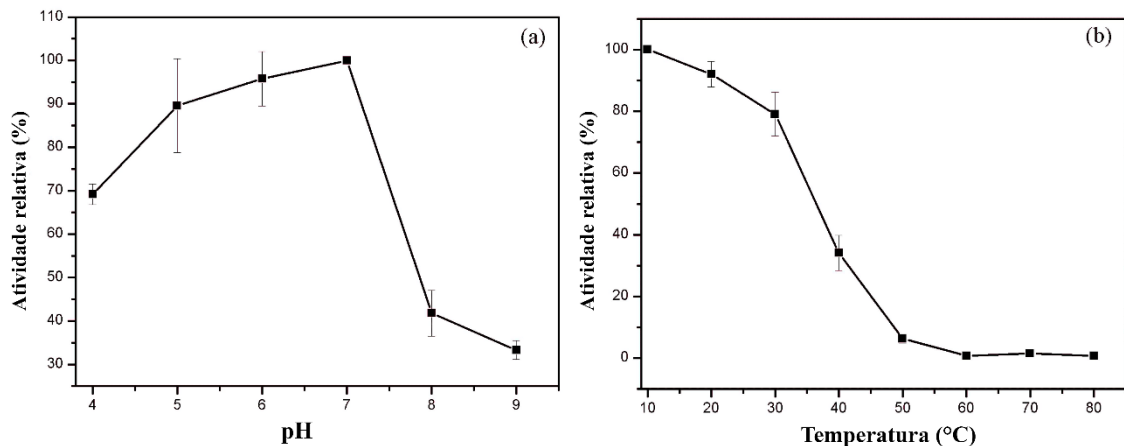 (a)
Atividade relativa (%)
110
100
90
80
70
60
50
40
30
4 5 6 7 8 9
pH
(b)
Atividade relativa (%)
100
80
60
40
20
0
10 20 30 40 50 60 70 80
Temperatura (°C)